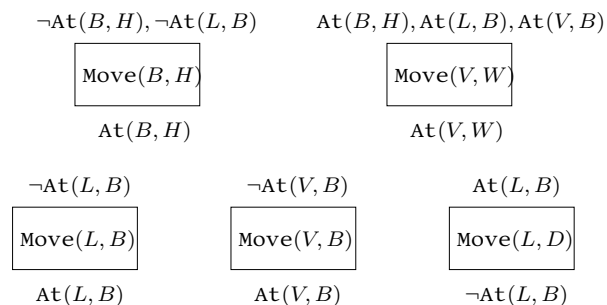 ¬At(B, H), ¬At(L, B) At(B, H), At(L, B), At(V, B)
Move(B, H) Move(V, W)
At(B, H) At(V, W)
¬At(L, B) ¬At(V, B) At(L, B)
Move(L, B) Move(V, B) Move(L, D)
At(L, B) At(V, B) ¬At(L, B)